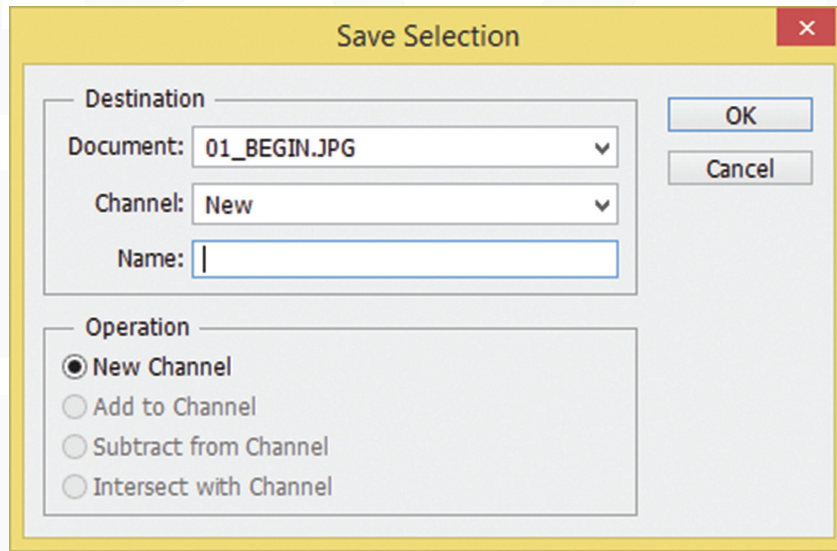 Save Selection
Destination
Document: 01_BEGIN.JPG
Channel: New
Name:
OK
Cancel
Operation
New Channel
Add to Channel
Subtract from Channel
Intersect with Channel